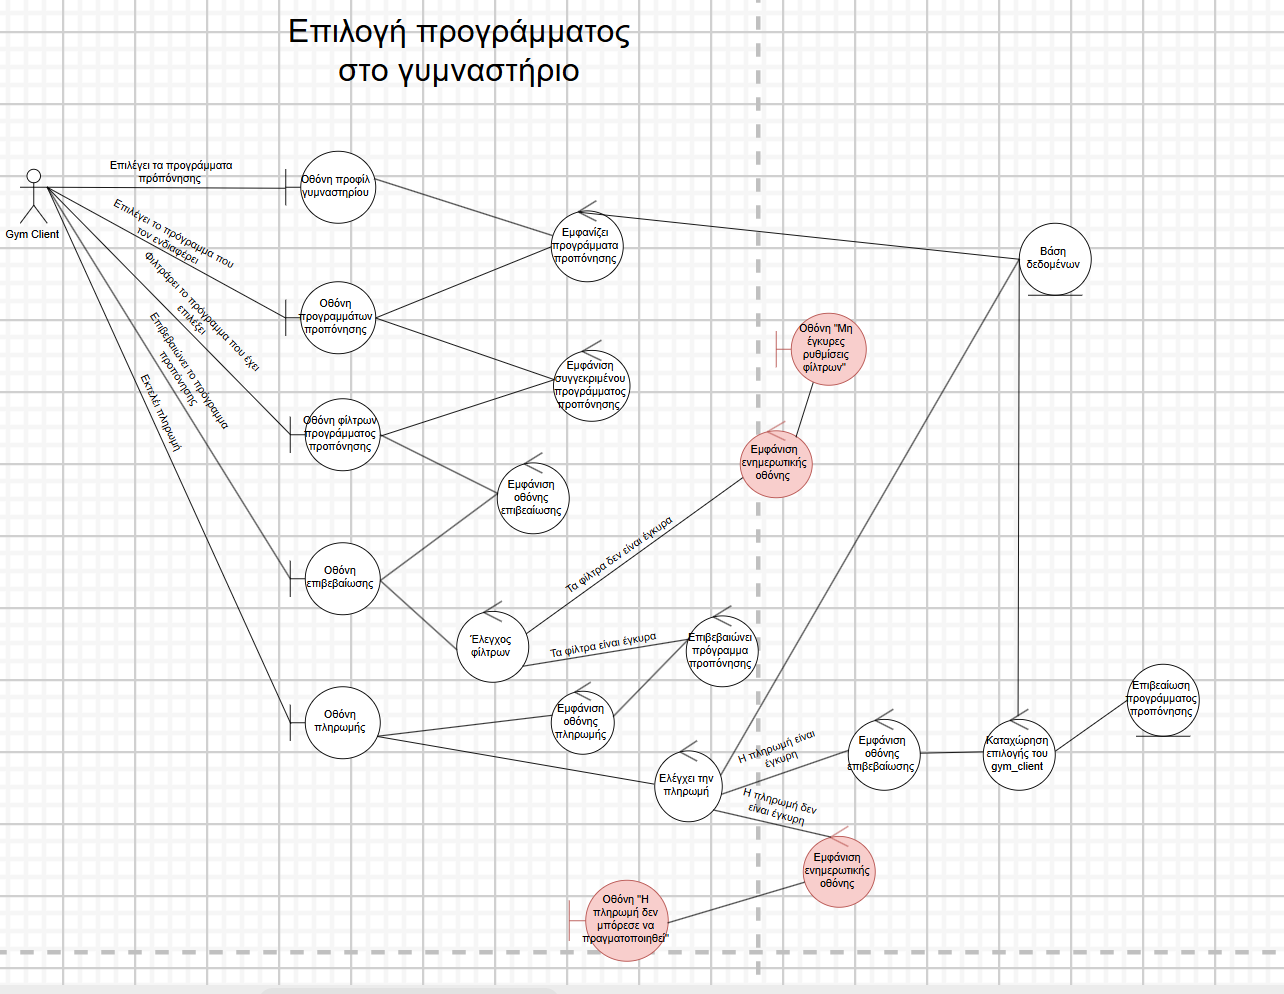 Επιλογή προγράμματος
στο γυμναστήριο
Επιλέγει τα προγράμματα
πρόπόνησης
Gym Client
Επιλέγει το πρόγραμμα που
τον ενδιαφέρει
Φιλτράρει το πρόγραμμα που έχει
επιλέξει
Επιβεβαιώνει το πρόγραμμα
προπόνησης
Εκτελέι πληρωμή
Οθόνη προφίλ
γυμναστηρίου
Εμφανίζει
προγράμματα
προπόνησης
Βάση
δεδομένων
Οθόνη
προγραμμάτων
προπόνησης
Οθόνη "Μη
έγκυρες
ρυθμίσεις
φίλτρων"
Εμφάνιση
συγγεκριμένου
προγράμματος
προπόνησης
Οθόνη φίλτρων
προγράμματος
προπόνησης
Εμφάνιση
ενημερωτικής
οθόνης
Εμφάνιση
οθόνης
επιβεαίωσης
Τα φίλτρα δεν είναι έγκυρα
Οθόνη
επιβεβαίωσης
Έλεγχος
φίλτρων
Τα φίλτρα είναι έγκυρα
Επιβεβαιώνει
πρόγραμμα
προπόνησης
Επιβεαίωση
προγράμματος
προπόνησης
Οθόνη
πληρωμής
Εμφάνιση
οθόνης
πληρωμής
Η πληρωμή είναι
έγκυρη
Εμφάνιση
οθόνης
επιβεβαίωσης
Καταχώρηση
επιλογής του
gym_client
Ελέγχει την
πληρωμή
Η πληρωμή δεν
είναι έγκυρη
Εμφάνιση
ενημερωτικής
οθόνης
Οθόνη "Η
πληρωμή δεν
μπόρεσε να
πραγματοποιηθεί"